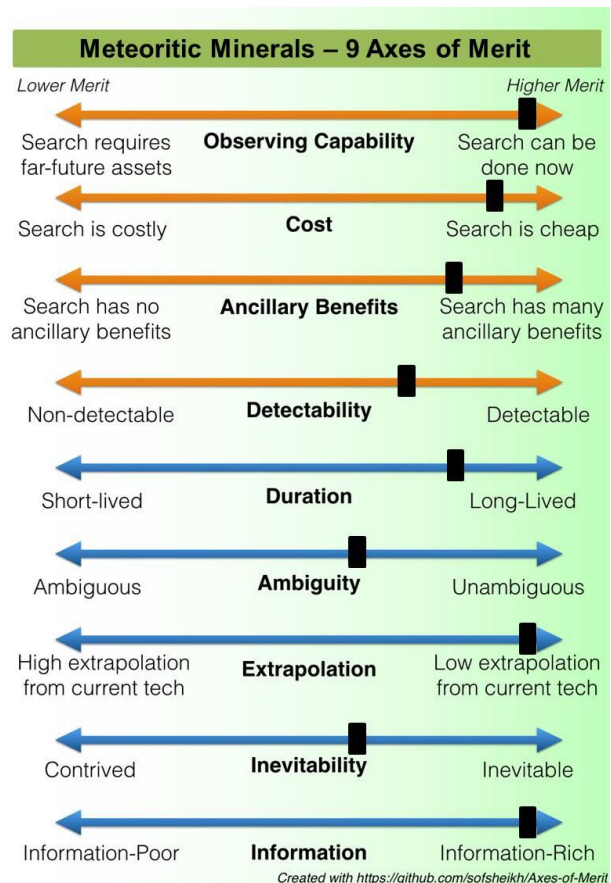 Meteoritic Minerals – 9 Axes of Merit
Lower Merit
Higher Merit
Search requires
far-future assets
Observing Capability
Search can be
done now
Search is costly
Cost
Search is cheap
Search has no
ancillary benefits
Ancillary Benefits
Search has many
ancillary benefits
Non-detectable
Detectability
Detectable
Short-lived
Duration
Long-Lived
Ambiguous
Ambiguity
Unambiguous
High extrapolation
from current tech
Extrapolation
Low extrapolation
from current tech
Contrived
Inevitability
Inevitable
Information-Poor
Information
Information-Rich
Created with https://github.com/sofsheikh/Axes-of-Merit